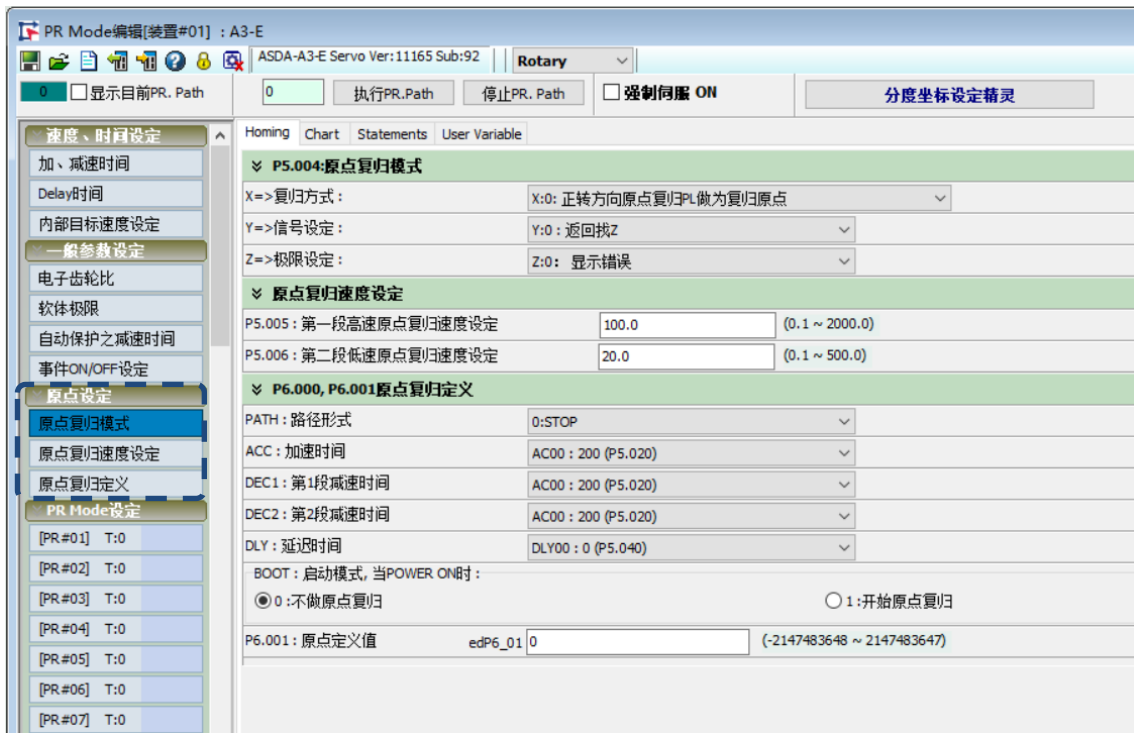 PR Mode编辑[装置#01] : A3-E
ASDA-A3-E Servo Ver:11165 Sub:92
Rotary
0 显示目前PR. Path
0 执行PR.Path 停止PR. Path 强制伺服 ON 分度坐标设定精灵
速度、时间设定
加、减速时间
Delay时间
内部目标速度设定
一般参数设定
电子齿轮比
软体极限
自动保护之减速时间
事件ON/OFF设定
原点设定
原点复归模式
原点复归速度设定
原点复归定义
PR Mode设定
[PR#01] T:0
[PR#02] T:0
[PR#03] T:0
[PR#04] T:0
[PR#05] T:0
[PR#06] T:0
[PR#07] T:0
Homing Chart Statements User Variable
P5.004:原点复归模式
X=>复归方式 : X:0: 正转方向原点复归PL做为复归原点
Y=>信号设定 : Y:0 : 返回找Z
Z=>极限设定 : Z:0: 显示错误
原点复归速度设定
P5.005 : 第一段高速原点复归速度设定 100.0 (0.1 ~ 2000.0)
P5.006 : 第二段低速原点复归速度设定 20.0 (0.1 ~ 500.0)
P6.000, P6.001原点复归定义
PATH : 路径形式 0:STOP
ACC : 加速时间 AC00 : 200 (P5.020)
DEC1 : 第1段减速时间 AC00 : 200 (P5.020)
DEC2 : 第2段减速时间 AC00 : 200 (P5.020)
DLY : 延迟时间 DLY00 : 0 (P5.040)
BOOT : 启动模式, 当POWER ON时 :
0 :不做原点复归 1 :开始原点复归
P6.001 : 原点定义值 edP6_01 0 (-2147483648 ~ 2147483647)